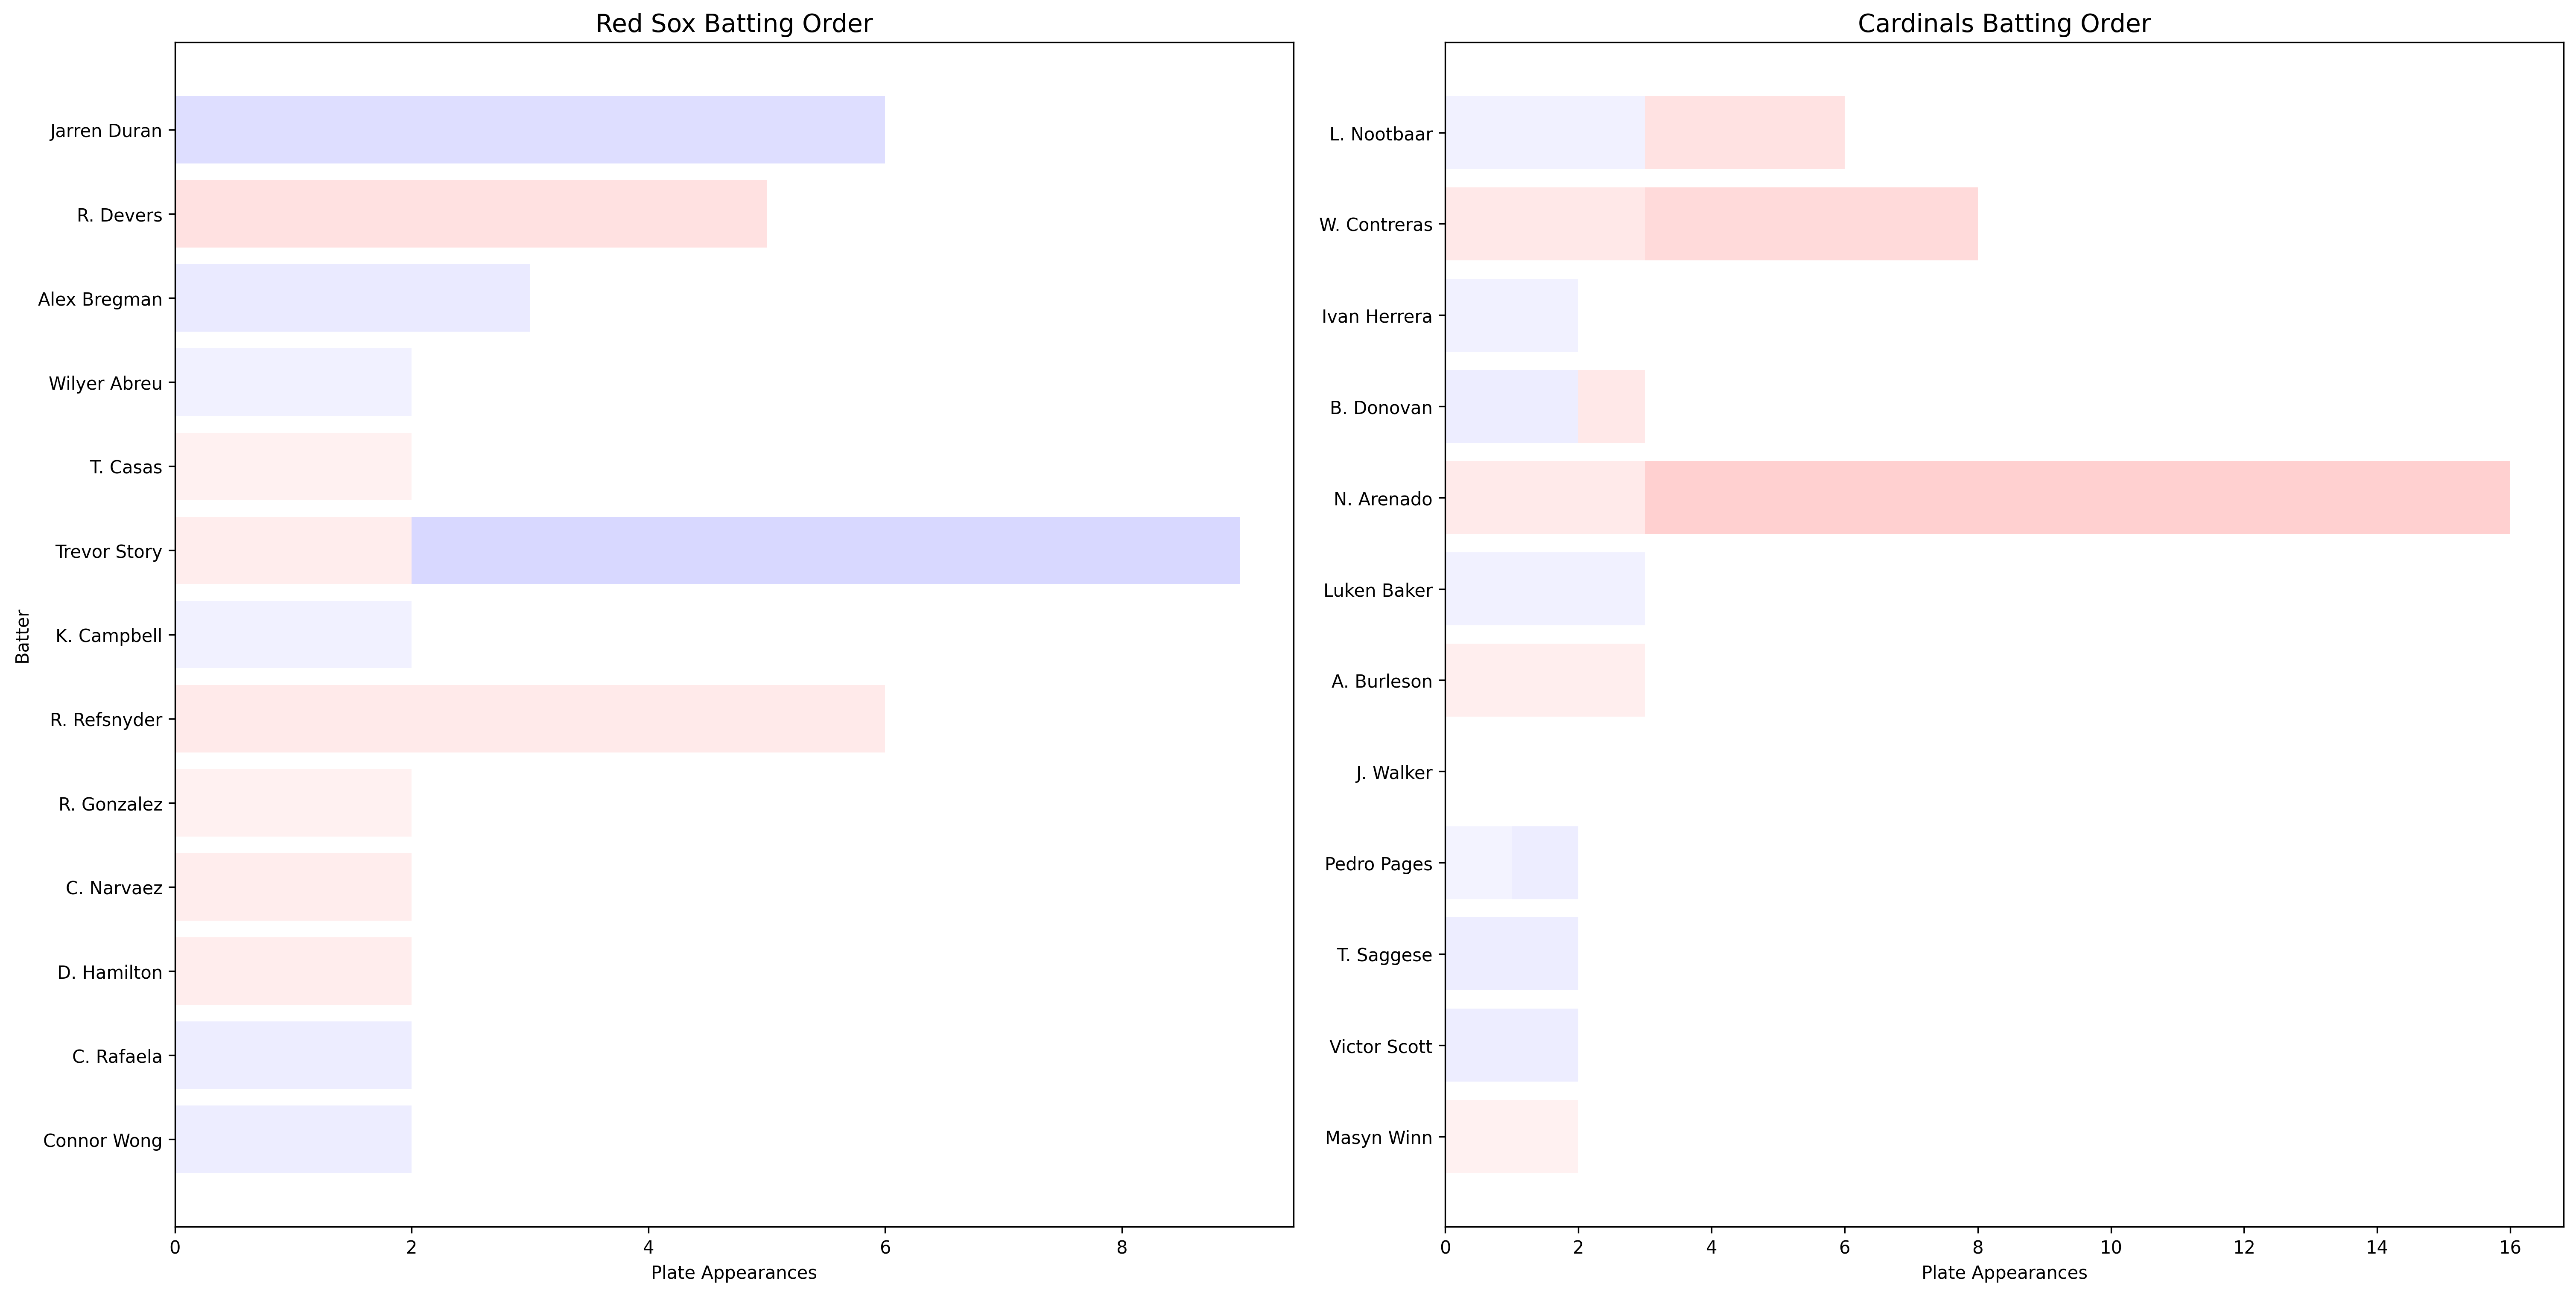 Red Sox Batting Order
Batter
Jarren Duran
R. Devers
Alex Bregman
Wilyer Abreu
T. Casas
Trevor Story
K. Campbell
R. Refsnyder
R. Gonzalez
C. Narvaez
D. Hamilton
C. Rafaela
Connor Wong
0 2 4 6 8
Plate Appearances
Cardinals Batting Order
L. Nootbaar
W. Contreras
Ivan Herrera
B. Donovan
N. Arenado
Luken Baker
A. Burleson
J. Walker
Pedro Pages
T. Saggese
Victor Scott
Masyn Winn
0 2 4 6 8 10 12 14 16
Plate Appearances